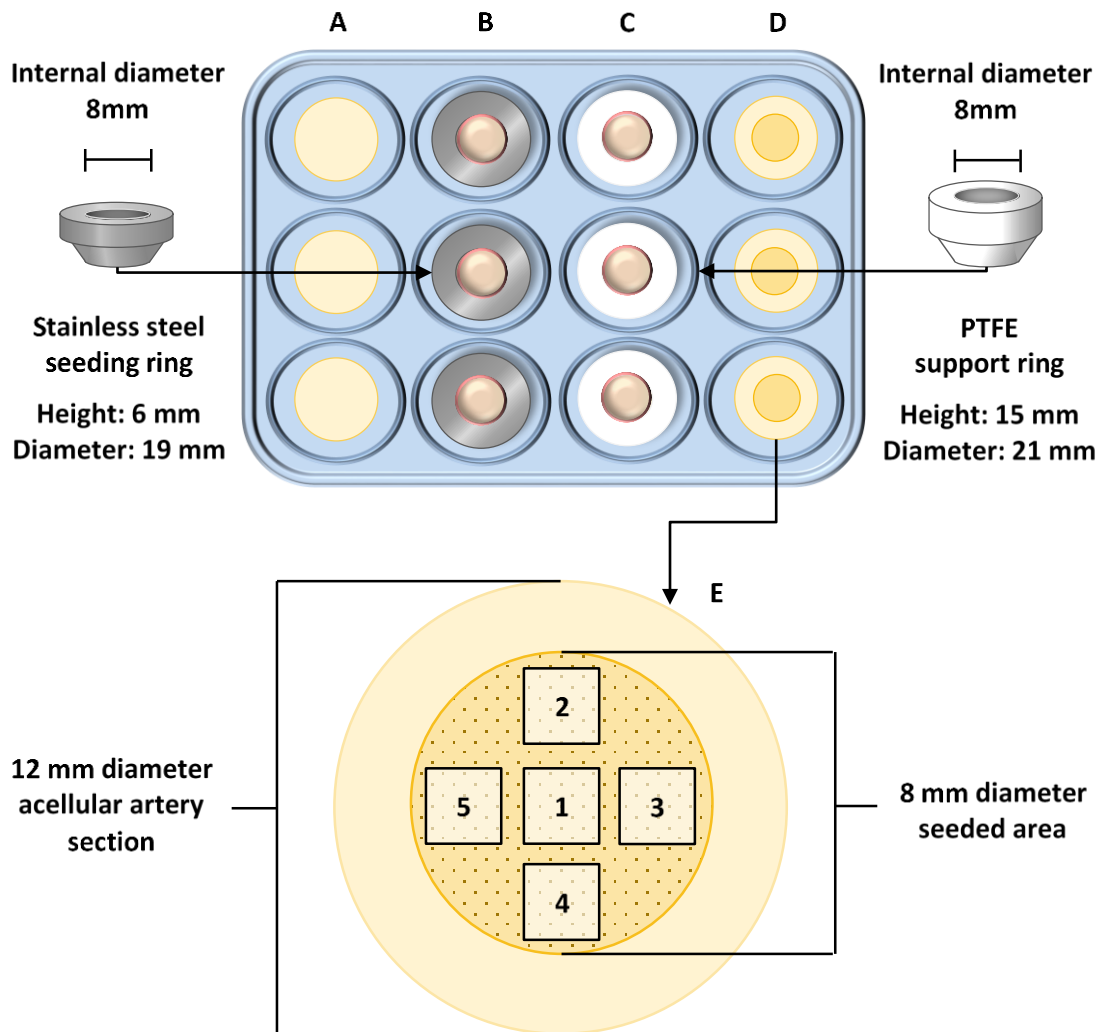 A
B
C
D
Internal diameter
8mm
Internal diameter
8mm
Stainless steel
seeding ring
Height: 6 mm
Diameter: 19 mm
PTFE
support ring
Height: 15 mm
Diameter: 21 mm
E
2
5
1
3
4
12 mm diameter
acellular artery
section
8 mm diameter
seeded area